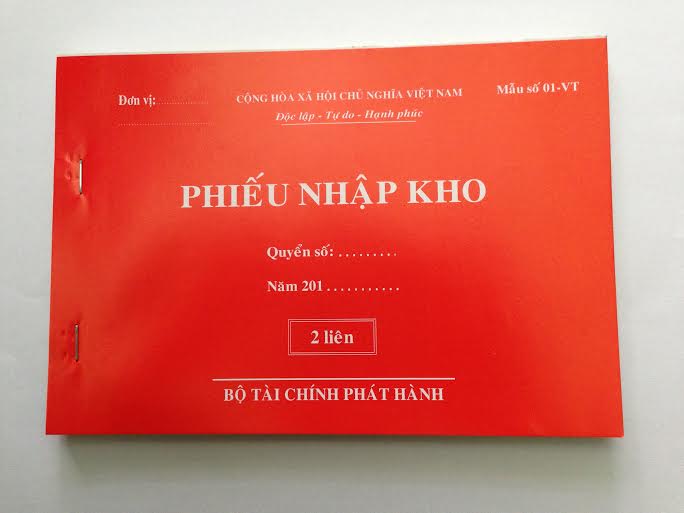 Đơn vị:................
CỘNG HÒA XÃ HỘI CHỦ NGHĨA VIỆT NAM
Mẫu số 01-VT
........................
Độc lập - Tự do - Hạnh phúc
PHIẾU NHẬP KHO
Quyển số: .........
Năm 201 ...........
2 liên
BỘ TÀI CHÍNH PHÁT HÀNH